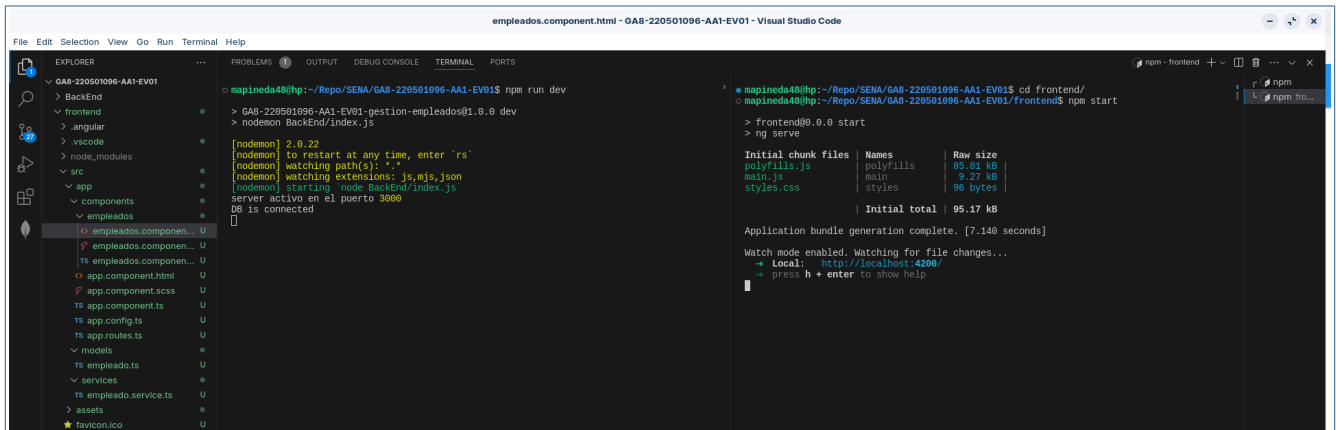 empleados.component.html - GA8-220501096-AA1-EV01 - Visual Studio Code
File Edit Selection View Go Run Terminal Help
EXPLORER ...
GA8-220501096-AA1-EV01
BackEnd
frontend
.angular
.vscode
node_modules
src
app
components
empleados
empleados.componen... U
empleados.componen... U
TS empleados.componen... U
app.component.html U
app.component.scss U
TS app.component.ts U
TS app.config.ts U
TS app.routes.ts U
models
TS empleado.ts U
services
TS empleado.service.ts U
assets
favicon.ico U
1
27
PROBLEMS 1 OUTPUT DEBUG CONSOLE TERMINAL PORTS
npm - frontend
mapineda48@hp:~/Repo/SENA/GA8-220501096-AA1-EV01$ npm run dev
> GA8-220501096-AA1-EV01-gestion-empleados@1.0.0 dev
> nodemon BackEnd/index.js
[nodemon] 2.0.22
[nodemon] to restart at any time, enter `rs`
[nodemon] watching path(s): *.*
[nodemon] watching extensions: js,mjs,json
[nodemon] starting `node BackEnd/index.js`
server activo en el puerto 3000
DB is connected
mapineda48@hp:~/Repo/SENA/GA8-220501096-AA1-EV01$ cd frontend/
mapineda48@hp:~/Repo/SENA/GA8-220501096-AA1-EV01/frontend$ npm start
> frontend@0.0.0 start
> ng serve
Initial chunk files | Names | Raw size
polyfills.js | polyfills | 85.81 kB |
main.js | main | 9.27 kB |
styles.css | styles | 96 bytes |
| Initial total | 95.17 kB
Application bundle generation complete. [7.140 seconds]
Watch mode enabled. Watching for file changes...
➜ Local: http://localhost:4200/
➜ press h + enter to show help
npm
npm fro...